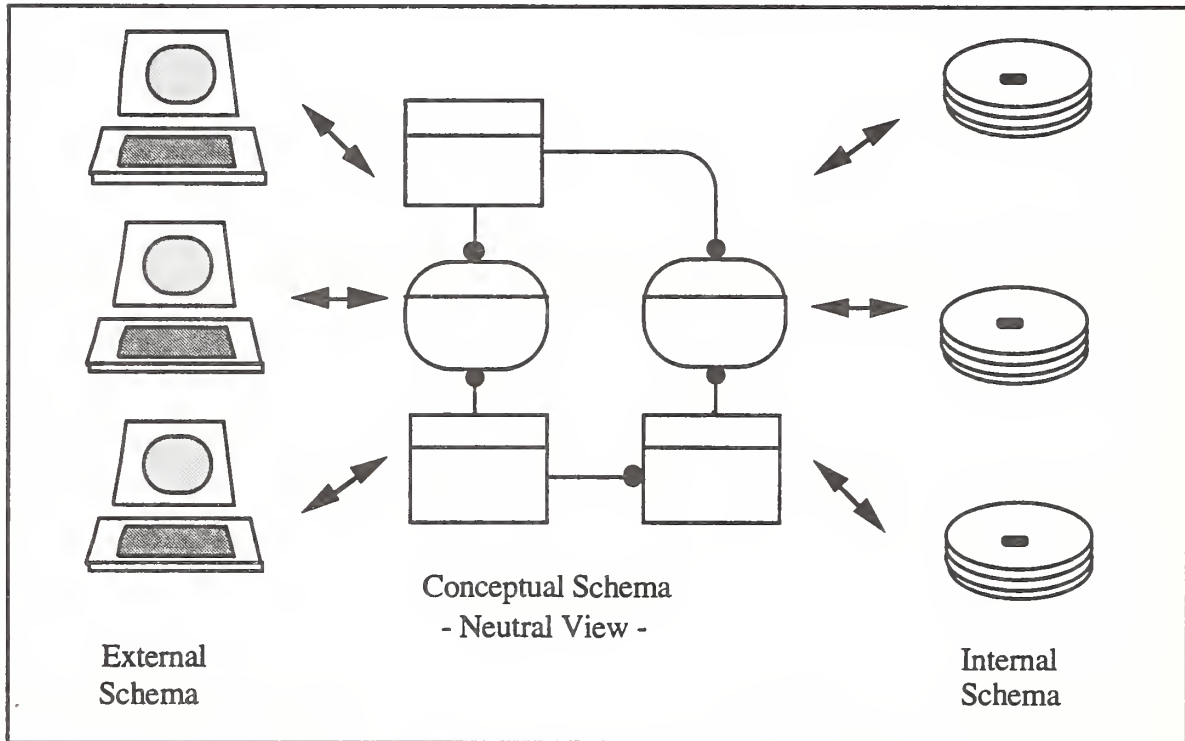 Conceptual Schema
- Neutral View -
External
Schema
Internal
Schema